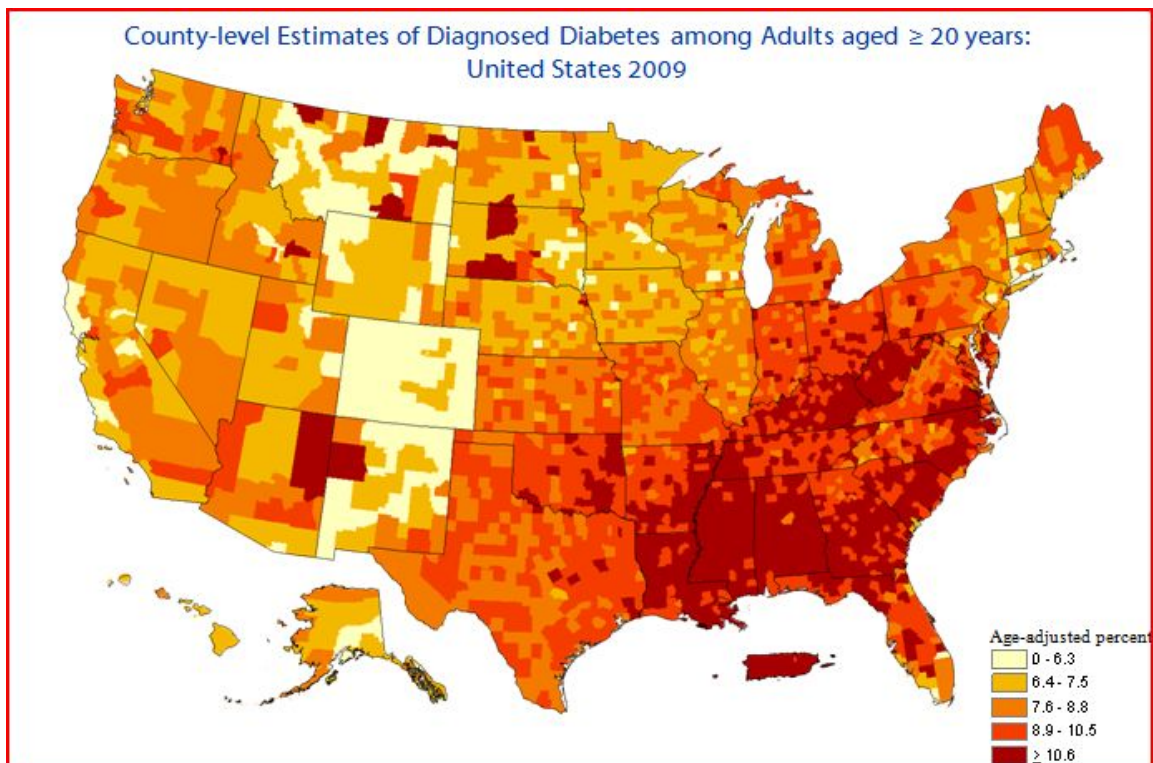 County-level Estimates of Diagnosed Diabetes among Adults aged ≥ 20 years:
United States 2009
Age-adjusted percent
0 - 6.3
6.4 - 7.5
7.6 - 8.8
8.9 - 10.5
≥ 10.6